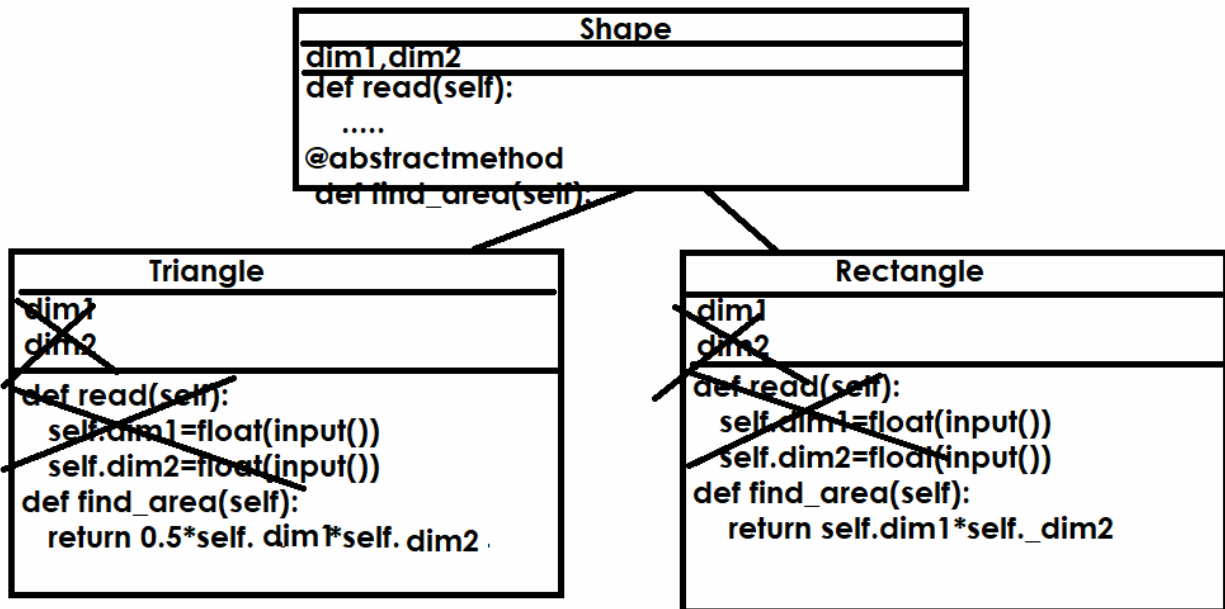 Shape
dim1,dim2
def read(self):
.....
@abstractmethod
def find_area(self):
Triangle
dim1
dim2
def read(self):
self.dim1=float(input())
self.dim2=float(input())
def find_area(self):
return 0.5*self. dim1*self. dim2 .
Rectangle
dim1
dim2
def read(self):
self.dim1=float(input())
self.dim2=float(input())
def find_area(self):
return self.dim1*self._dim2